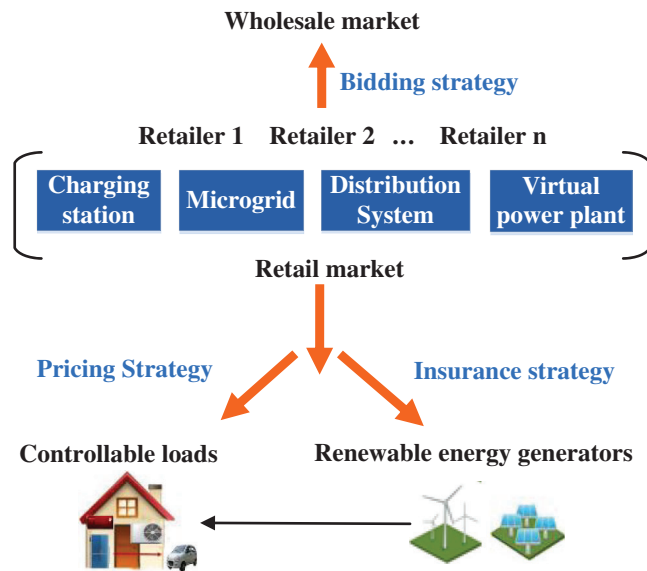 Wholesale market
Bidding strategy
Retailer 1 Retailer 2 ... Retailer n
Charging
station
Microgrid
Distribution
System
Virtual
power plant
Retail market
Pricing Strategy
Insurance strategy
Controllable loads
Renewable energy generators